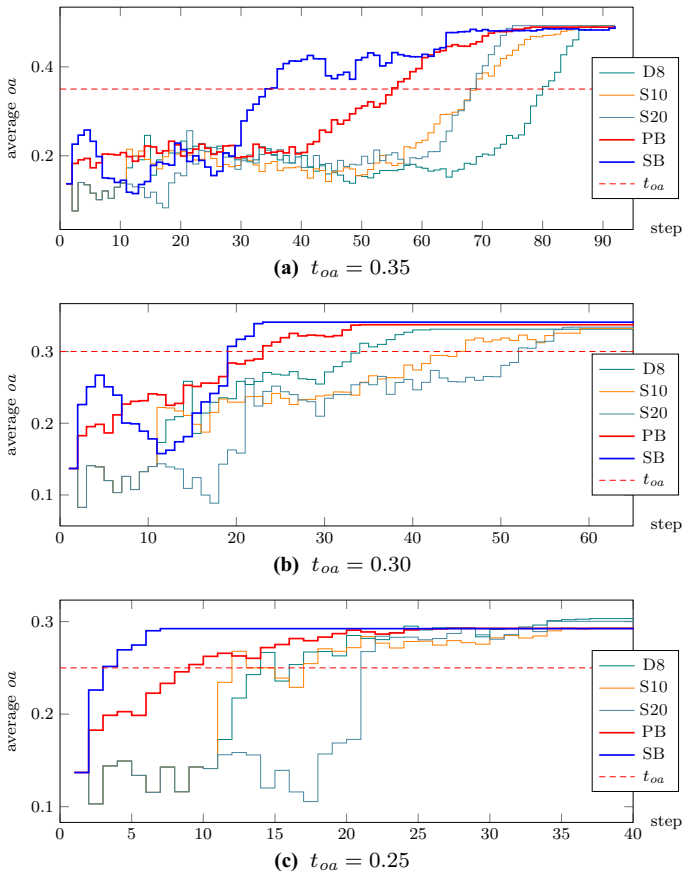 average oa
0.4
0.2
D8
S10
S20
PB
SB
t_oa
0 10 20 30 40 50 60 70 80 90 step
(a) t_oa = 0.35
average oa
0.3
0.2
0.1
D8
S10
S20
PB
SB
t_oa
0 10 20 30 40 50 60 step
(b) t_oa = 0.30
average oa
0.3
0.2
0.1
D8
S10
S20
PB
SB
t_oa
0 5 10 15 20 25 30 35 40 step
(c) t_oa = 0.25